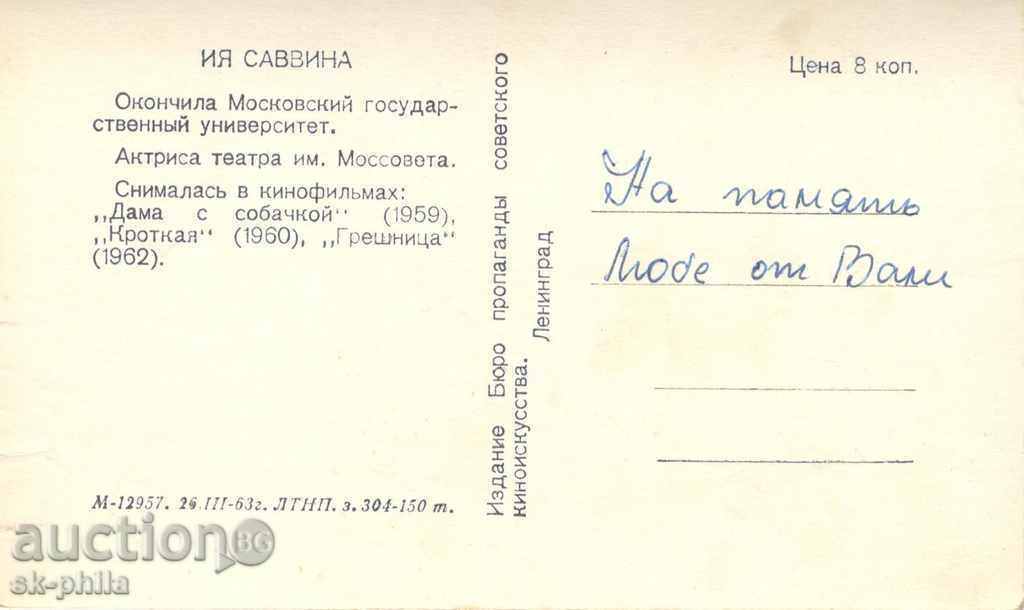 ИЯ САВВИНА
Окончила Московский государ-
ственный университет.
Актриса театра им. Моссовета.
Снималась в кинофильмах:
„Дама с собачкой“ (1959),
„Кроткая“ (1960), „Грешница“
(1962).
М-12957. 26.III-63г. ЛТНП. з. 304-150 т.
Издание Бюро пропаганды советского
киноискусства.
Ленинград
Цена 8 коп.
На память
Любе от Вали
auction BG
sk-phila